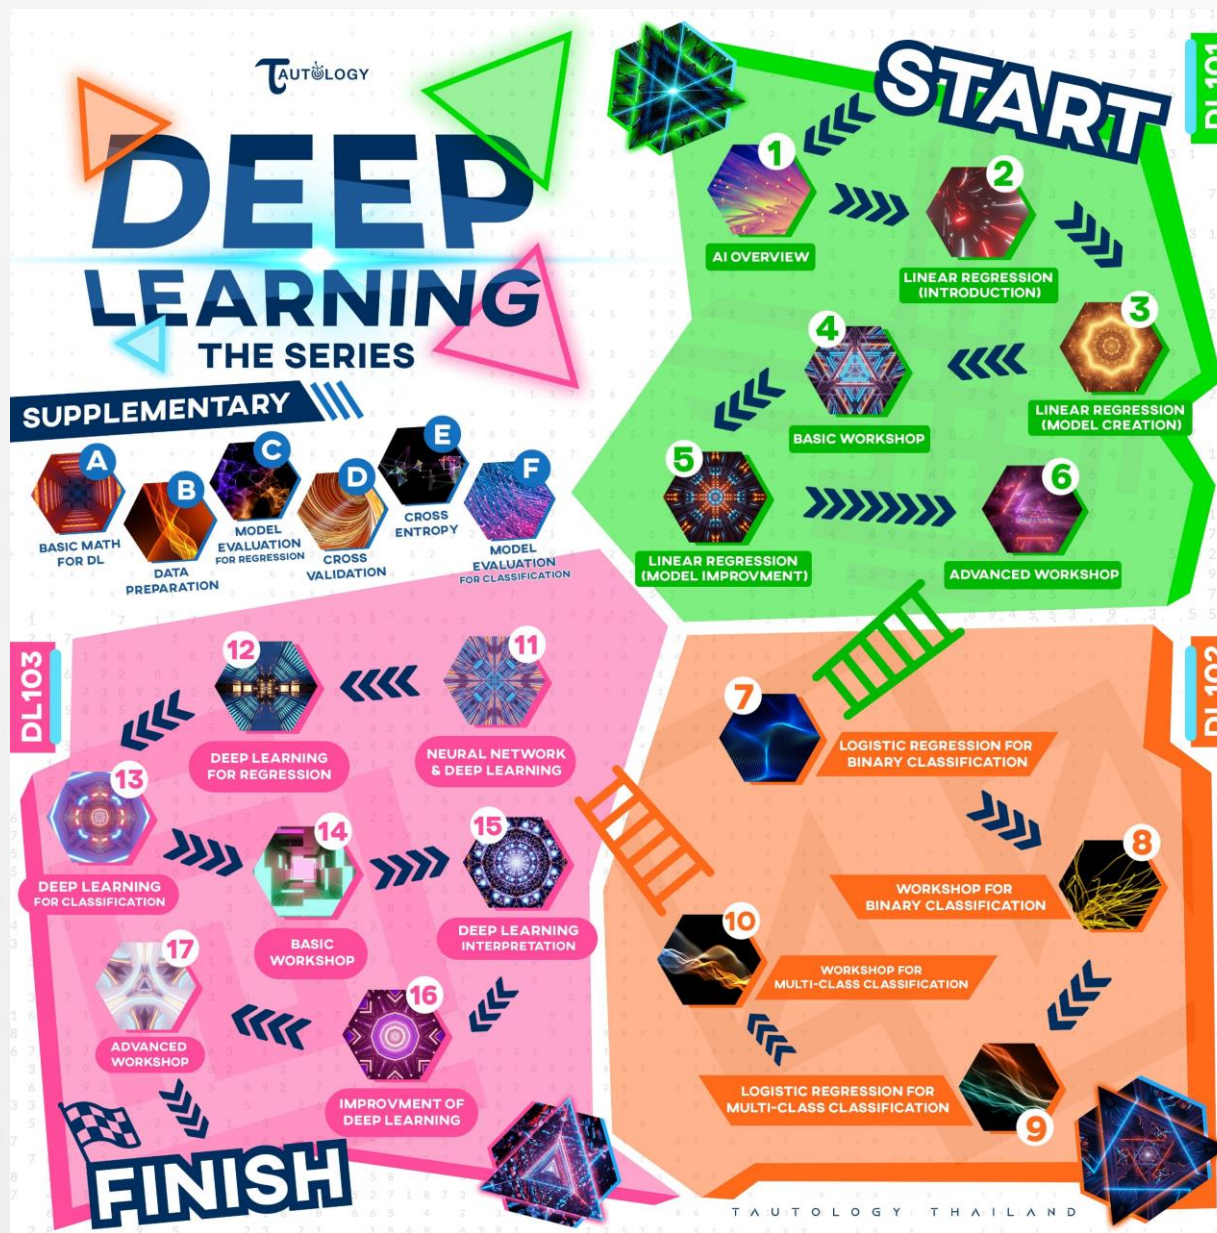 TAUTOLOGY
DEEP
LEARNING
THE SERIES
SUPPLEMENTARY
A
BASIC MATH
FOR DL
B
DATA
PREPARATION
C
MODEL
EVALUATION
FOR REGRESSION
D
CROSS
VALIDATION
E
CROSS
ENTROPY
F
MODEL
EVALUATION
FOR CLASSIFICATION
DL101
START
1
AI OVERVIEW
2
LINEAR REGRESSION
(INTRODUCTION)
3
LINEAR REGRESSION
(MODEL CREATION)
4
BASIC WORKSHOP
5
LINEAR REGRESSION
(MODEL IMPROVMENT)
6
ADVANCED WORKSHOP
DL102
7
LOGISTIC REGRESSION FOR
BINARY CLASSIFICATION
8
WORKSHOP FOR
BINARY CLASSIFICATION
9
LOGISTIC REGRESSION FOR
MULTI-CLASS CLASSIFICATION
10
WORKSHOP FOR
MULTI-CLASS CLASSIFICATION
DL103
11
NEURAL NETWORK
& DEEP LEARNING
12
DEEP LEARNING
FOR REGRESSION
13
DEEP LEARNING
FOR CLASSIFICATION
14
BASIC
WORKSHOP
15
DEEP LEARNING
INTERPRETATION
16
IMPROVMENT OF
DEEP LEARNING
17
ADVANCED
WORKSHOP
FINISH
TAUTOLOGY THAILAND